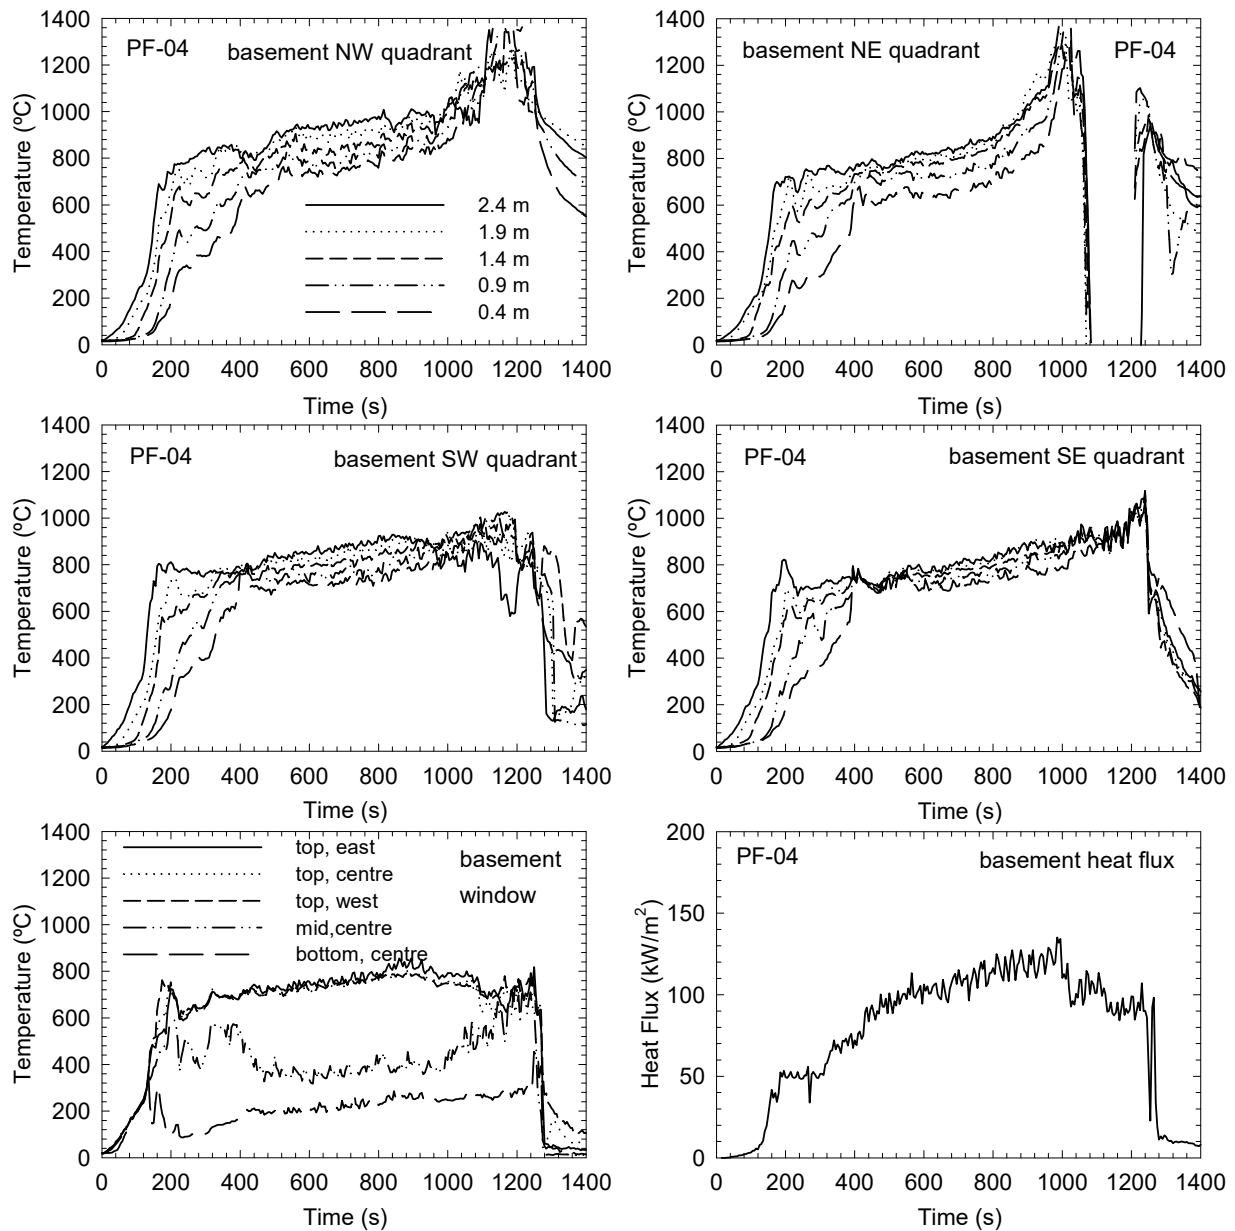 PF-04
basement NW quadrant
Temperature (ºC)
1400
1200
1000
800
600
400
200
0
2.4 m
1.9 m
1.4 m
0.9 m
0.4 m
0 200 400 600 800 1000 1200 1400
Time (s)
basement NE quadrant
PF-04
Temperature (ºC)
1400
1200
1000
800
600
400
200
0
0 200 400 600 800 1000 1200 1400
Time (s)
PF-04
basement SW quadrant
Temperature (ºC)
1400
1200
1000
800
600
400
200
0
0 200 400 600 800 1000 1200 1400
Time (s)
PF-04
basement SE quadrant
Temperature (ºC)
1400
1200
1000
800
600
400
200
0
0 200 400 600 800 1000 1200 1400
Time (s)
top, east
top, centre
top, west
mid,centre
bottom, centre
basement
window
Temperature (ºC)
1400
1200
1000
800
600
400
200
0
0 200 400 600 800 1000 1200 1400
Time (s)
PF-04
basement heat flux
Heat Flux (kW/m²)
200
150
100
50
0
0 200 400 600 800 1000 1200 1400
Time (s)